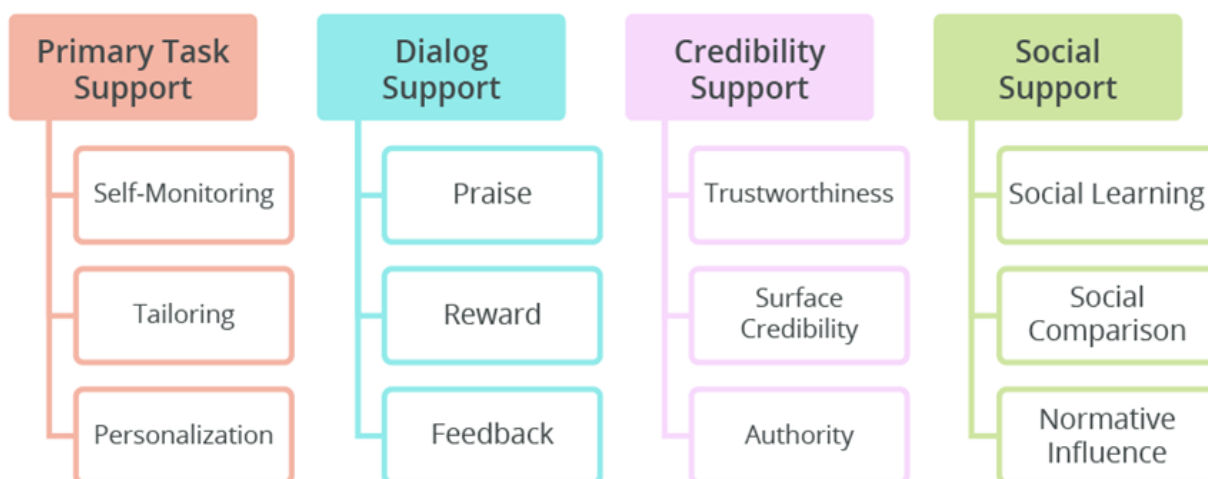 Primary Task
Support
Self-Monitoring
Tailoring
Personalization
Dialog
Support
Praise
Reward
Feedback
Credibility
Support
Trustworthiness
Surface
Credibility
Authority
Social
Support
Social Learning
Social
Comparison
Normative
Influence